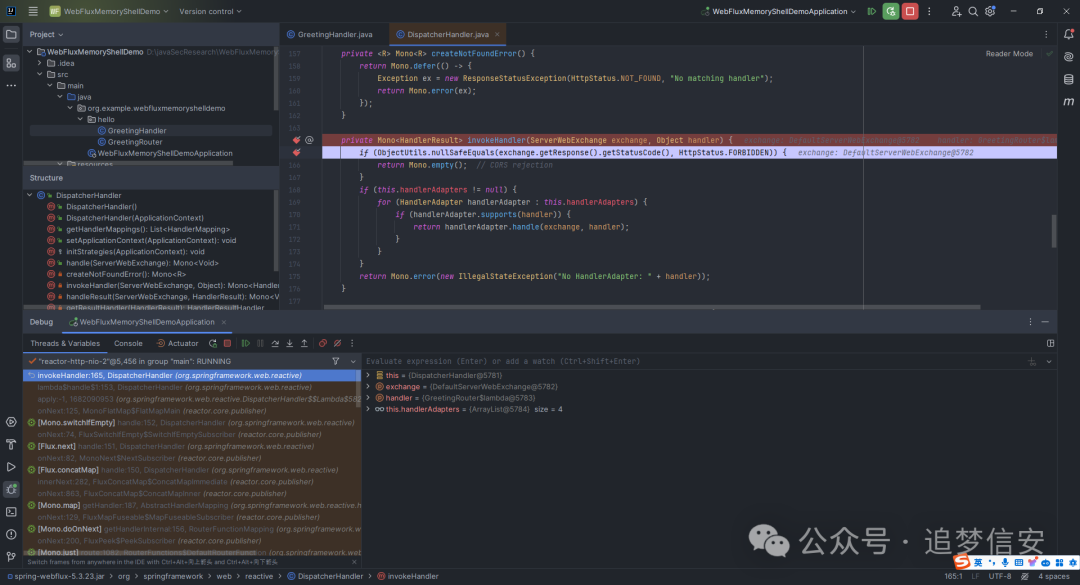 WF WebFluxMemoryShellDemo Version control WebFluxMemoryShellDemoApplication
Project
WebFluxMemoryShellDemo D:\javaSecResearch\WebFluxMemory
.idea
src
main
java
org.example.webfluxmemoryshelldemo
hello
GreetingHandler
GreetingRouter
WebFluxMemoryShellDemoApplication
resources
Structure
DispatcherHandler
DispatcherHandler()
DispatcherHandler(ApplicationContext)
getHandlerMappings(): List<HandlerMapping>
setApplicationContext(ApplicationContext): void
initStrategies(ApplicationContext): void
handle(ServerWebExchange): Mono<Void>
createNotFoundError(): Mono<R>
invokeHandler(ServerWebExchange, Object): Mono<Handler
handleResult(ServerWebExchange, HandlerResult): Mono<V
getResultHandler(HandlerResult): HandlerResultHandler
GreetingHandler.java DispatcherHandler.java
Reader Mode
157 private <R> Mono<R> createNotFoundError() {
158 return Mono.defer(() -> {
159 Exception ex = new ResponseStatusException(HttpStatus.NOT_FOUND, "No matching handler");
160 return Mono.error(ex);
161 });
162 }
163
private Mono<HandlerResult> invokeHandler(ServerWebExchange exchange, Object handler) { exchange: DefaultServerWebExchange@5782
if (ObjectUtils.nullSafeEquals(exchange.getResponse().getStatusCode(), HttpStatus.FORBIDDEN)) { exchange: DefaultServerWebExchange@5782
166 return Mono.empty(); // CORS rejection
167 }
168 if (this.handlerAdapters != null) {
169 for (HandlerAdapter handlerAdapter : this.handlerAdapters) {
170 if (handlerAdapter.supports(handler)) {
171 return handlerAdapter.handle(exchange, handler);
172 }
173 }
174 }
175 return Mono.error(new IllegalStateException("No HandlerAdapter: " + handler));
176 }
177
Debug WebFluxMemoryShellDemoApplication
Threads & Variables Console Actuator
"reactor-http-nio-2"@5,456 in group "main": RUNNING
invokeHandler:165, DispatcherHandler (org.springframework.web.reactive)
lambda$handle$1:153, DispatcherHandler (org.springframework.web.reactive)
apply:-1, 1682090953 (org.springframework.web.reactive.DispatcherHandler$$Lambda$582
onNext:125, MonoFlatMap$FlatMapMain (reactor.core.publisher)
[Mono.switchIfEmpty] handle:152, DispatcherHandler (org.springframework.web.reactive)
onNext:74, FluxSwitchIfEmpty$SwitchIfEmptySubscriber (reactor.core.publisher)
[Flux.next] handle:151, DispatcherHandler (org.springframework.web.reactive)
onNext:82, MonoNext$NextSubscriber (reactor.core.publisher)
[Flux.concatMap] handle:150, DispatcherHandler (org.springframework.web.reactive)
innerNext:282, FluxConcatMap$ConcatMapImmediate (reactor.core.publisher)
onNext:863, FluxConcatMap$ConcatMapInner (reactor.core.publisher)
[Mono.map] getHandler:187, AbstractHandlerMapping (org.springframework.web.reactive.h
onNext:129, FluxMapFuseable$MapFuseableSubscriber (reactor.core.publisher)
[Mono.doOnNext] getHandlerInternal:158, RouterFunctionMapping (org.springframework.w
onNext:200, FluxPeek$PeekSubscriber (reactor.core.publisher)
Switch frames from anywhere in the IDE with Ctrl+Alt+向上箭头 and Ctrl+Alt+向下箭头
Evaluate expression (Enter) or add a watch (Ctrl+Shift+Enter)
this = {DispatcherHandler@5781}
exchange = {DefaultServerWebExchange@5782}
handler = {GreetingRouter$lambda@5783}
this.handlerAdapters = {ArrayList@5784} size = 4
公众号 · 追梦信安
英
spring-webflux-5.3.23.jar > org > springframework > web > reactive > DispatcherHandler > invokeHandler 165:1 LF UTF-8 4 spaces